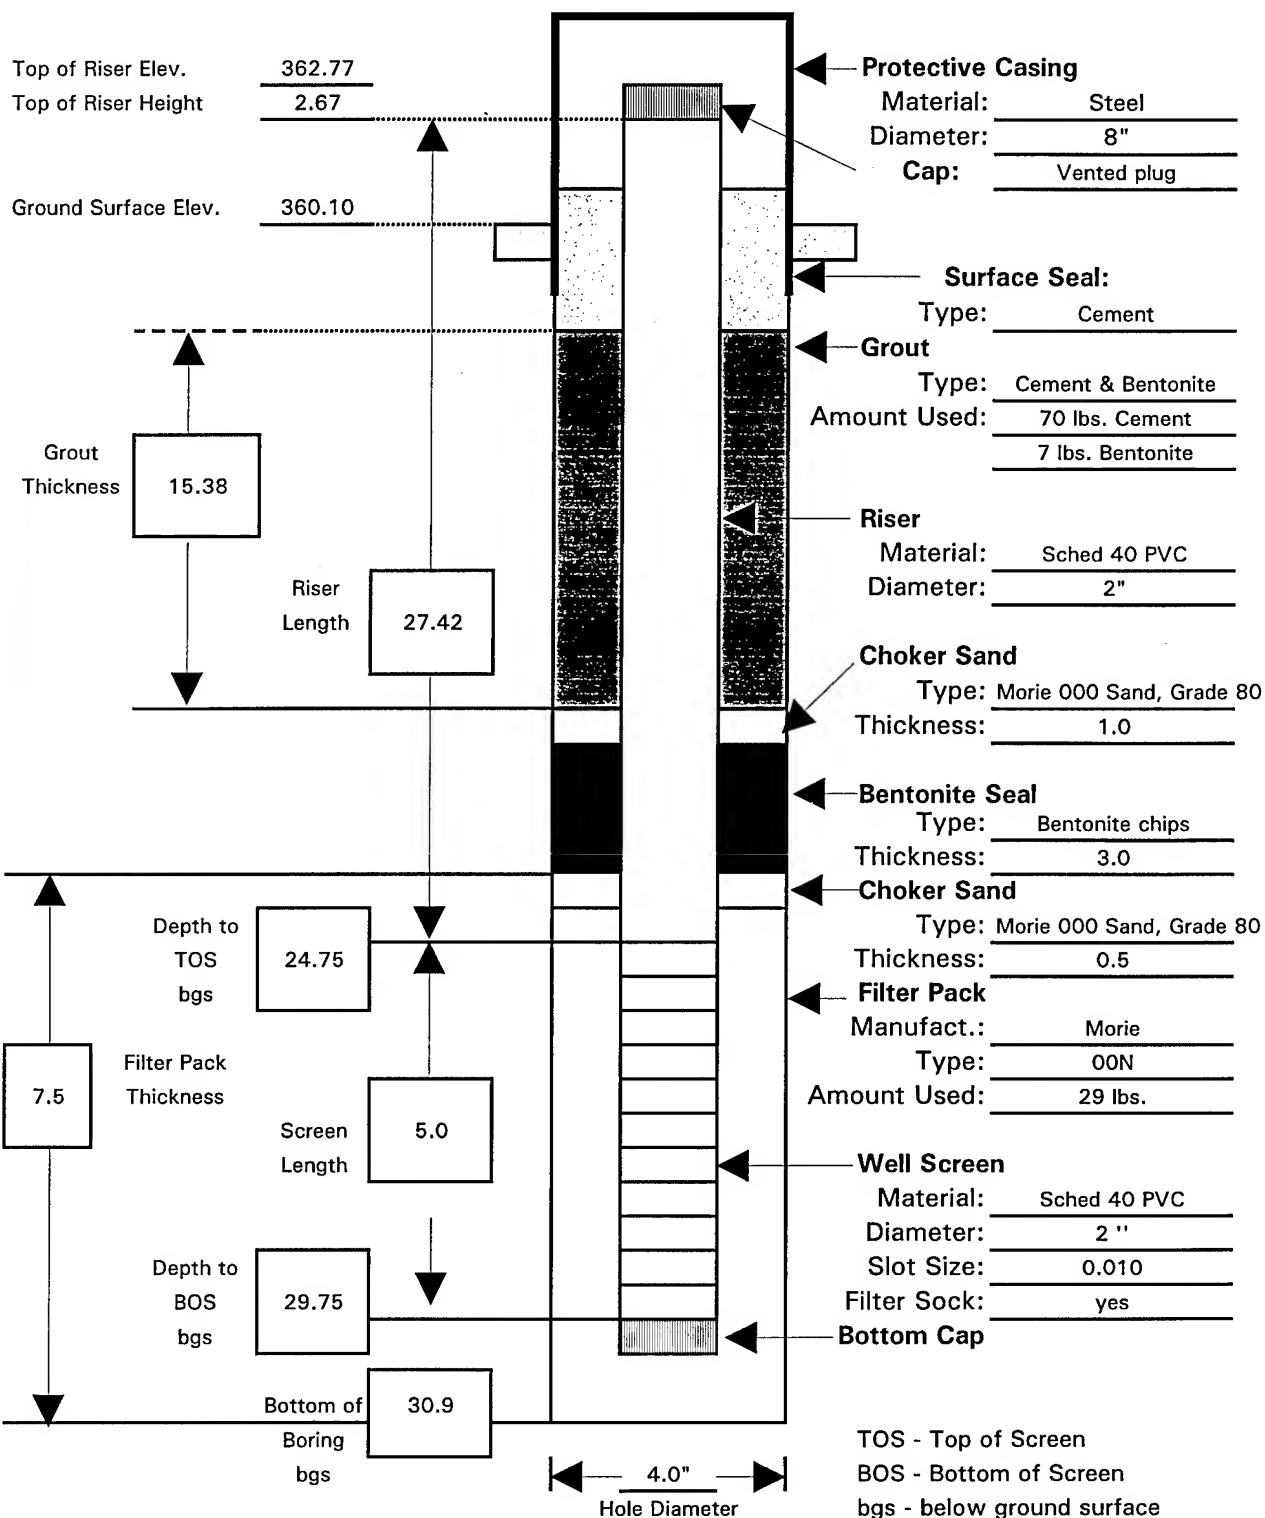 Top of Riser Elev. 362.77
Top of Riser Height 2.67
Ground Surface Elev. 360.10
Protective Casing
Material: Steel
Diameter: 8"
Cap: Vented plug
Surface Seal:
Type: Cement
Grout
Type: Cement & Bentonite
Amount Used: 70 lbs. Cement
7 lbs. Bentonite
Grout
Thickness
15.38
Riser
Material: Sched 40 PVC
Diameter: 2"
Riser
Length
27.42
Choker Sand
Type: Morie 000 Sand, Grade 80
Thickness: 1.0
Bentonite Seal
Type: Bentonite chips
Thickness: 3.0
Choker Sand
Type: Morie 000 Sand, Grade 80
Thickness: 0.5
Depth to
TOS
bgs
24.75
Filter Pack
Manufact.: Morie
Type: 00N
Amount Used: 29 lbs.
7.5
Filter Pack
Thickness
Screen
Length
5.0
Well Screen
Material: Sched 40 PVC
Diameter: 2 ''
Slot Size: 0.010
Filter Sock: yes
Bottom Cap
Depth to
BOS
bgs
29.75
Bottom of
Boring
bgs
30.9
4.0"
Hole Diameter
TOS - Top of Screen
BOS - Bottom of Screen
bgs - below ground surface